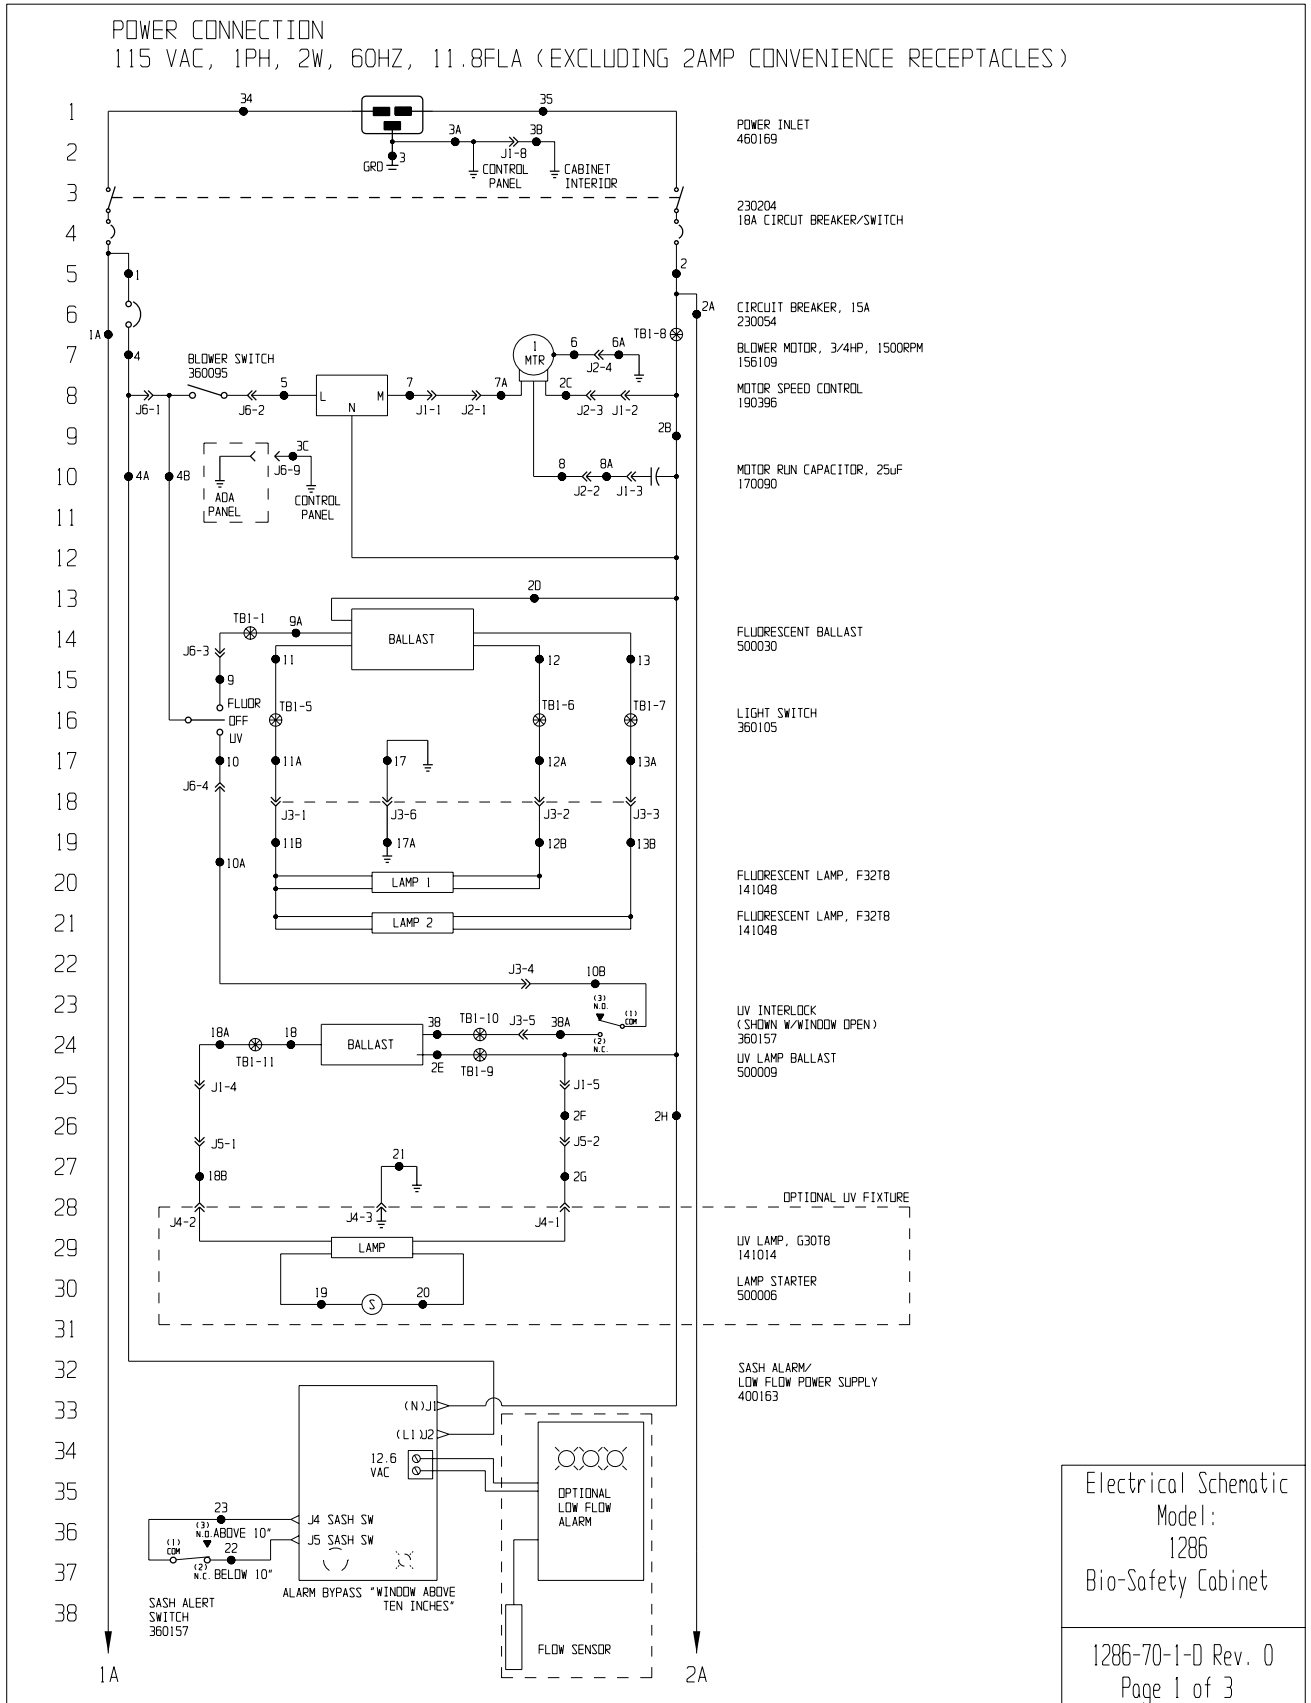 POWER CONNECTION
115 VAC, 1PH, 2W, 60HZ, 11.8FLA (EXCLUDING 2AMP CONVENIENCE RECEPTACLES)
1
34
35
POWER INLET
460169
2
3A
3B
J1-8
GRD
3
CONTROL
PANEL
CABINET
INTERIOR
3
230204
18A CIRCUT BREAKER/SWITCH
4
5
1
2
6
2A
CIRCUIT BREAKER, 15A
230054
1A
TB1-8
7
4
BLOWER SWITCH
360095
1
MTR
6
6A
J2-4
BLOWER MOTOR, 3/4HP, 1500RPM
156109
8
J6-1
J6-2
5
L
N
M
7
J1-1
J2-1
7A
2C
J2-3
J1-2
MOTOR SPEED CONTROL
190396
9
2B
3C
J6-9
10
4A
4B
ADA
PANEL
CONTROL
PANEL
8
J2-2
8A
J1-3
MOTOR RUN CAPACITOR, 25uF
170090
11
12
13
2D
14
TB1-1
9A
BALLAST
FLUORESCENT BALLAST
500030
J6-3
11
12
13
15
9
16
FLUOR
OFF
UV
TB1-5
TB1-6
TB1-7
LIGHT SWITCH
360105
17
10
11A
17
12A
13A
J6-4
18
J3-1
J3-6
J3-2
J3-3
19
11B
17A
12B
13B
10A
20
LAMP 1
FLUORESCENT LAMP, F32T8
141048
21
LAMP 2
FLUORESCENT LAMP, F32T8
141048
22
J3-4
10B
23
(3)
N.O.
(1)
COM
(2)
N.C.
UV INTERLOCK
(SHOWN W/WINDOW OPEN)
360157
24
18A
TB1-11
18
BALLAST
38
TB1-10
J3-5
38A
2E
TB1-9
UV LAMP BALLAST
500009
25
J1-4
J1-5
26
2F
2H
J5-1
J5-2
27
18B
21
2G
28
OPTIONAL UV FIXTURE
J4-2
J4-3
J4-1
29
LAMP
UV LAMP, G30T8
141014
30
19
S
20
LAMP STARTER
500006
31
32
SASH ALARM/
LOW FLOW POWER SUPPLY
400163
33
(N)J1
(L1)J2
34
12.6
VAC
35
OPTIONAL
LOW FLOW
ALARM
36
23
(3)
N.O. ABOVE 10"
J4 SASH SW
J5 SASH SW
(1)
COM
22
37
(2)
N.C. BELOW 10"
ALARM BYPASS "WINDOW ABOVE
TEN INCHES"
38
SASH ALERT
SWITCH
360157
FLOW SENSOR
1A
2A
Electrical Schematic
Model:
1286
Bio-Safety Cabinet
1286-70-1-D Rev. 0
Page 1 of 3